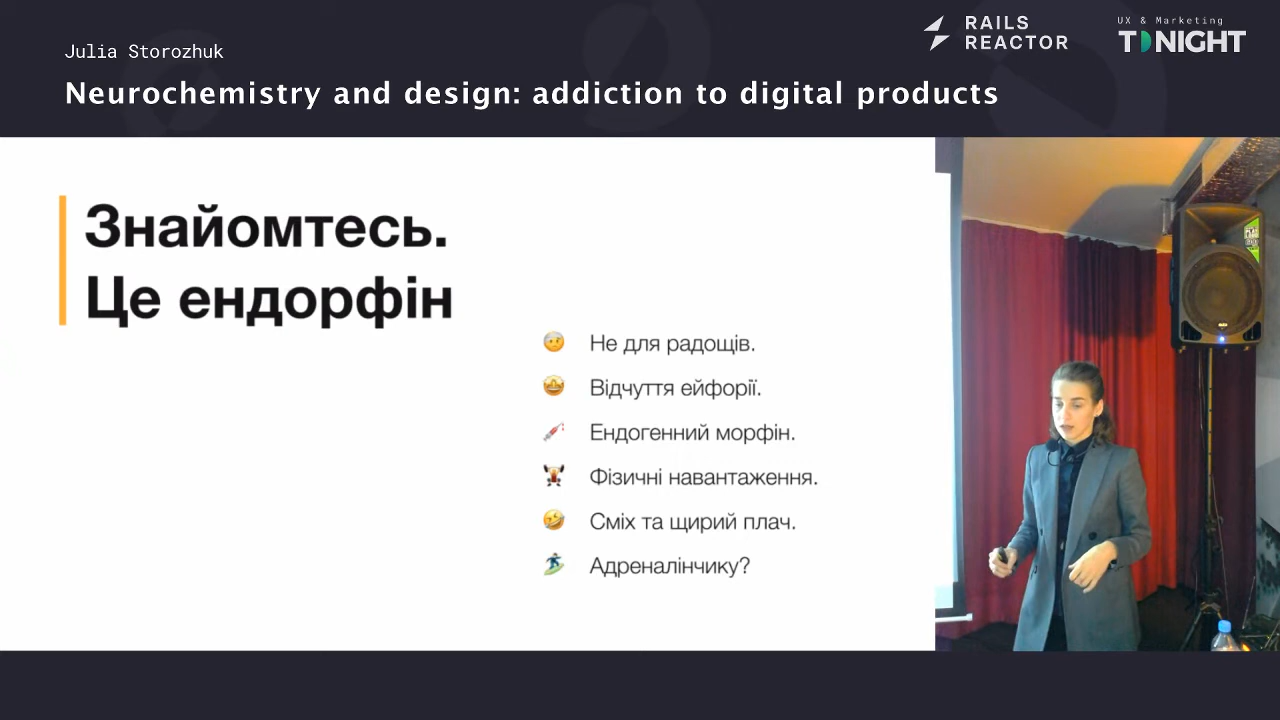 Julia Storozhuk
Neurochemistry and design: addiction to digital products
RAILS
REACTOR
UX & Marketing
TONIGHT
Знайомтесь.
Це ендорфін
Не для радощів.
Відчуття ейфорії.
Ендогенний морфін.
Фізичні навантаження.
Сміх та щирий плач.
Адреналінчику?